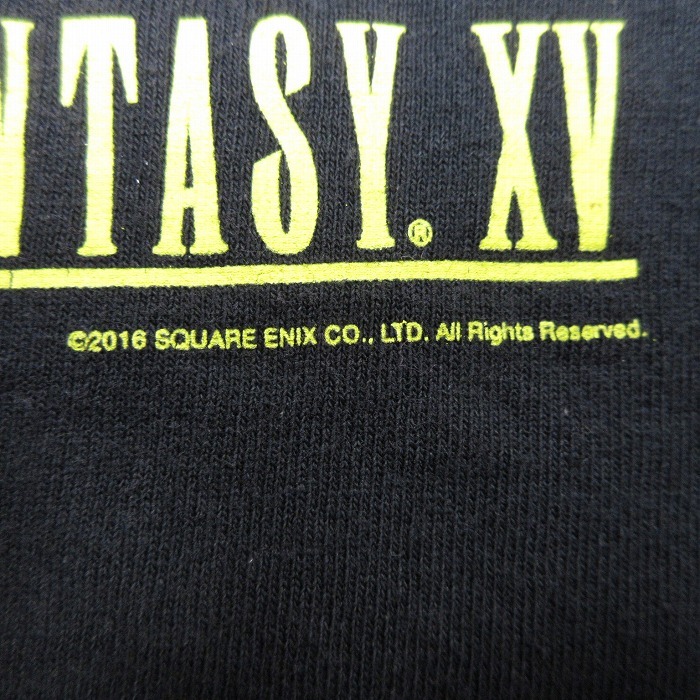 NTASY® XV
©2016 SQUARE ENIX CO., LTD. All Rights Reserved.